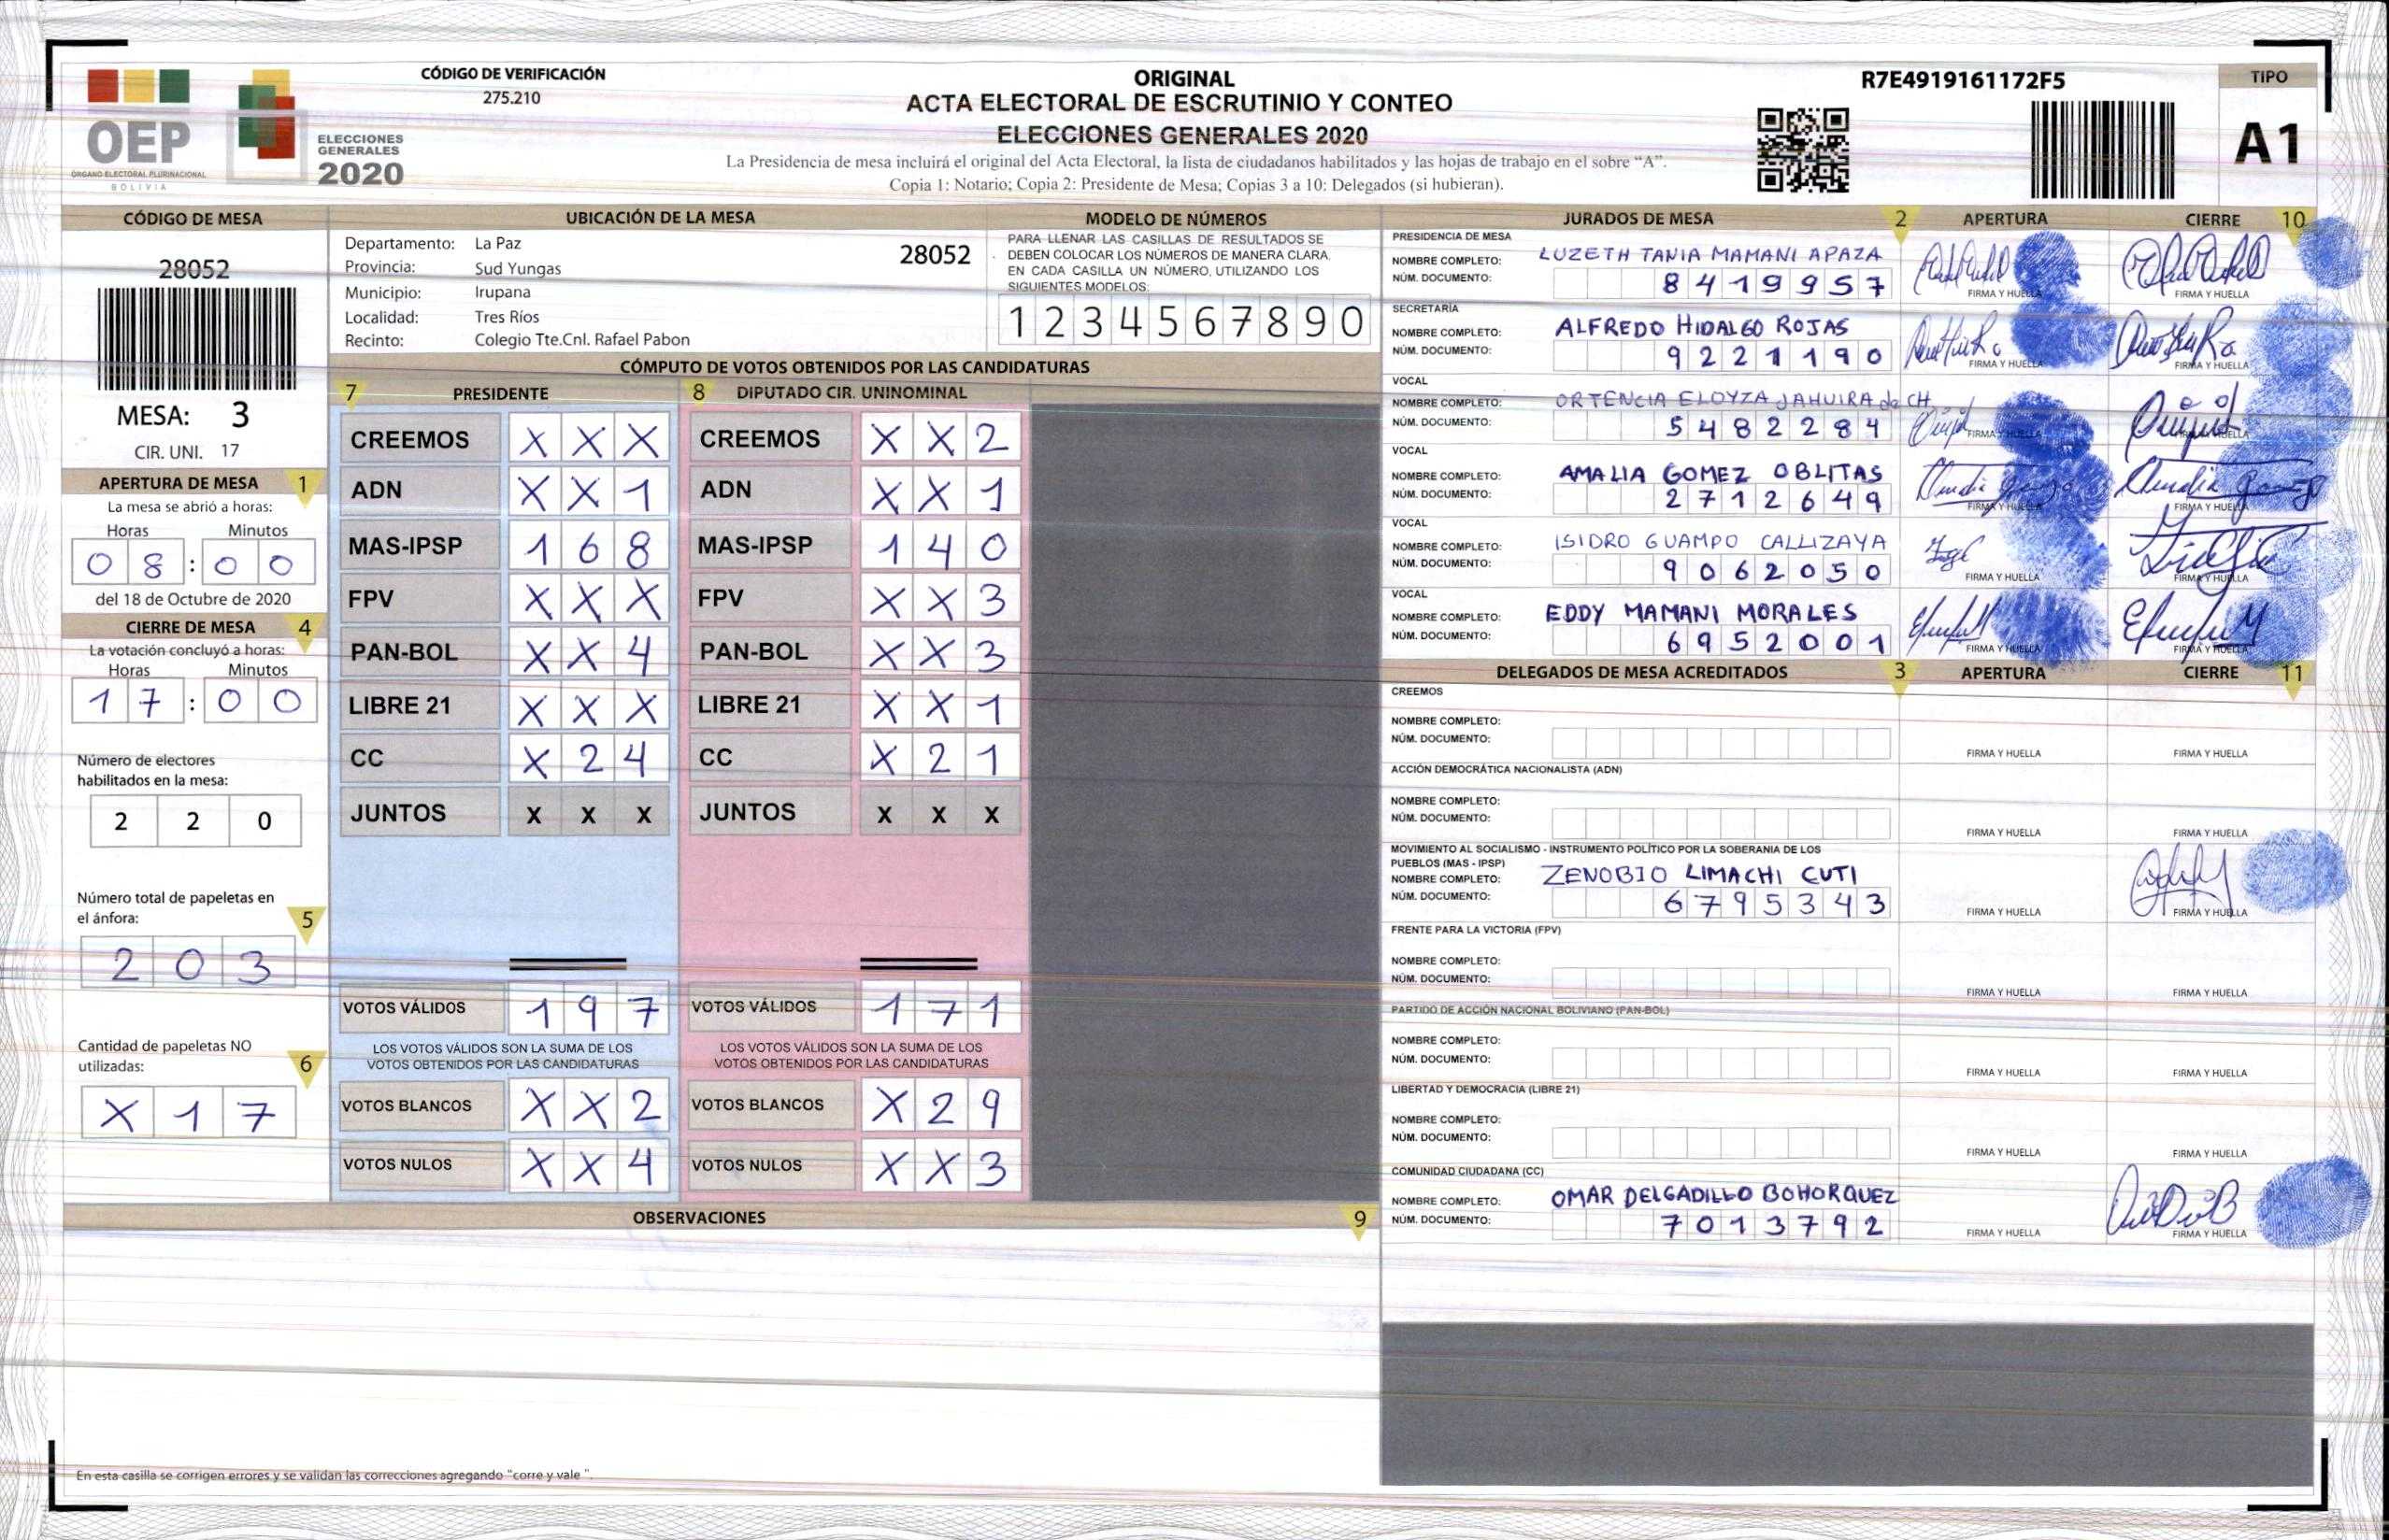 OEP
ÓRGANO ELECTORAL PLURINACIONAL
BOLIVIA
ELECCIONES
GENERALES
2020
CÓDIGO DE VERIFICACIÓN
275.210
ORIGINAL
ACTA ELECTORAL DE ESCRUTINIO Y CONTEO
ELECCIONES GENERALES 2020
La Presidencia de mesa incluirá el original del Acta Electoral, la lista de ciudadanos habilitados y las hojas de trabajo en el sobre “A”.
Copia 1: Notario; Copia 2: Presidente de Mesa; Copias 3 a 10: Delegados (si hubieran).
R7E4919161172F5
TIPO
A1
CÓDIGO DE MESA
28052
MESA: 3
CIR. UNI. 17
APERTURA DE MESA 1
La mesa se abrió a horas:
Horas Minutos
0 8 : 0 0
del 18 de Octubre de 2020
CIERRE DE MESA 4
La votación concluyó a horas:
Horas Minutos
1 7 : 0 0
Número de electores
habilitados en la mesa:
2 2 0
Número total de papeletas en
el ánfora: 5
2 0 3
Cantidad de papeletas NO
utilizadas: 6
X 1 7
UBICACIÓN DE LA MESA
Departamento: La Paz 28052
Provincia: Sud Yungas
Municipio: Irupana
Localidad: Tres Ríos
Recinto: Colegio Tte.Cnl. Rafael Pabon
MODELO DE NÚMEROS
PARA LLENAR LAS CASILLAS DE RESULTADOS SE
DEBEN COLOCAR LOS NÚMEROS DE MANERA CLARA.
EN CADA CASILLA UN NÚMERO, UTILIZANDO LOS
SIGUIENTES MODELOS:
1 2 3 4 5 6 7 8 9 0
CÓMPUTO DE VOTOS OBTENIDOS POR LAS CANDIDATURAS
7 PRESIDENTE
CREEMOS X X X
ADN X X 1
MAS-IPSP 1 6 8
FPV X X X
PAN-BOL X X 4
LIBRE 21 X X X
CC X 2 4
JUNTOS X X X
VOTOS VÁLIDOS 1 9 7
LOS VOTOS VÁLIDOS SON LA SUMA DE LOS
VOTOS OBTENIDOS POR LAS CANDIDATURAS
VOTOS BLANCOS X X 2
VOTOS NULOS X X 4
8 DIPUTADO CIR. UNINOMINAL
CREEMOS X X 2
ADN X X 1
MAS-IPSP 1 4 0
FPV X X 3
PAN-BOL X X 3
LIBRE 21 X X 1
CC X 2 1
JUNTOS X X X
VOTOS VÁLIDOS 1 7 1
LOS VOTOS VÁLIDOS SON LA SUMA DE LOS
VOTOS OBTENIDOS POR LAS CANDIDATURAS
VOTOS BLANCOS X 2 9
VOTOS NULOS X X 3
OBSERVACIONES 9
En esta casilla se corrigen errores y se validan las correcciones agregando "corre y vale ".
JURADOS DE MESA 2 APERTURA CIERRE 10
PRESIDENCIA DE MESA
NOMBRE COMPLETO: LUZETH TANIA MAMANI APAZA
NÚM. DOCUMENTO: 8 4 1 9 9 5 7
FIRMA Y HUELLA FIRMA Y HUELLA
SECRETARÍA
NOMBRE COMPLETO: ALFREDO HIDALGO ROJAS
NÚM. DOCUMENTO: 9 2 2 1 1 9 0
FIRMA Y HUELLA FIRMA Y HUELLA
VOCAL
NOMBRE COMPLETO: ORTENCIA ELOYZA JAHUIRA de CH
NÚM. DOCUMENTO: 5 4 8 2 2 8 4
FIRMA Y HUELLA FIRMA Y HUELLA
VOCAL
NOMBRE COMPLETO: AMALIA GOMEZ OBLITAS
NÚM. DOCUMENTO: 2 7 1 2 6 4 9
FIRMA Y HUELLA FIRMA Y HUELLA
VOCAL
NOMBRE COMPLETO: ISIDRO GUAMPO CALLIZAYA
NÚM. DOCUMENTO: 9 0 6 2 0 5 0
FIRMA Y HUELLA FIRMA Y HUELLA
VOCAL
NOMBRE COMPLETO: EDDY MAMANI MORALES
NÚM. DOCUMENTO: 6 9 5 2 0 0 1
FIRMA Y HUELLA FIRMA Y HUELLA
DELEGADOS DE MESA ACREDITADOS 3 APERTURA CIERRE 11
CREEMOS
NOMBRE COMPLETO:
NÚM. DOCUMENTO:
FIRMA Y HUELLA FIRMA Y HUELLA
ACCIÓN DEMOCRÁTICA NACIONALISTA (ADN)
NOMBRE COMPLETO:
NÚM. DOCUMENTO:
FIRMA Y HUELLA FIRMA Y HUELLA
MOVIMIENTO AL SOCIALISMO - INSTRUMENTO POLÍTICO POR LA SOBERANIA DE LOS
PUEBLOS (MAS - IPSP)
NOMBRE COMPLETO: ZENOBIO LIMACHI CUTI
NÚM. DOCUMENTO: 6 7 9 5 3 4 3
FIRMA Y HUELLA FIRMA Y HUELLA
FRENTE PARA LA VICTORIA (FPV)
NOMBRE COMPLETO:
NÚM. DOCUMENTO:
FIRMA Y HUELLA FIRMA Y HUELLA
PARTIDO DE ACCIÓN NACIONAL BOLIVIANO (PAN-BOL)
NOMBRE COMPLETO:
NÚM. DOCUMENTO:
FIRMA Y HUELLA FIRMA Y HUELLA
LIBERTAD Y DEMOCRACIA (LIBRE 21)
NOMBRE COMPLETO:
NÚM. DOCUMENTO:
FIRMA Y HUELLA FIRMA Y HUELLA
COMUNIDAD CIUDADANA (CC)
NOMBRE COMPLETO: OMAR DELGADILLO BOHORQUEZ
NÚM. DOCUMENTO: 7 0 1 3 7 9 2
FIRMA Y HUELLA FIRMA Y HUELLA